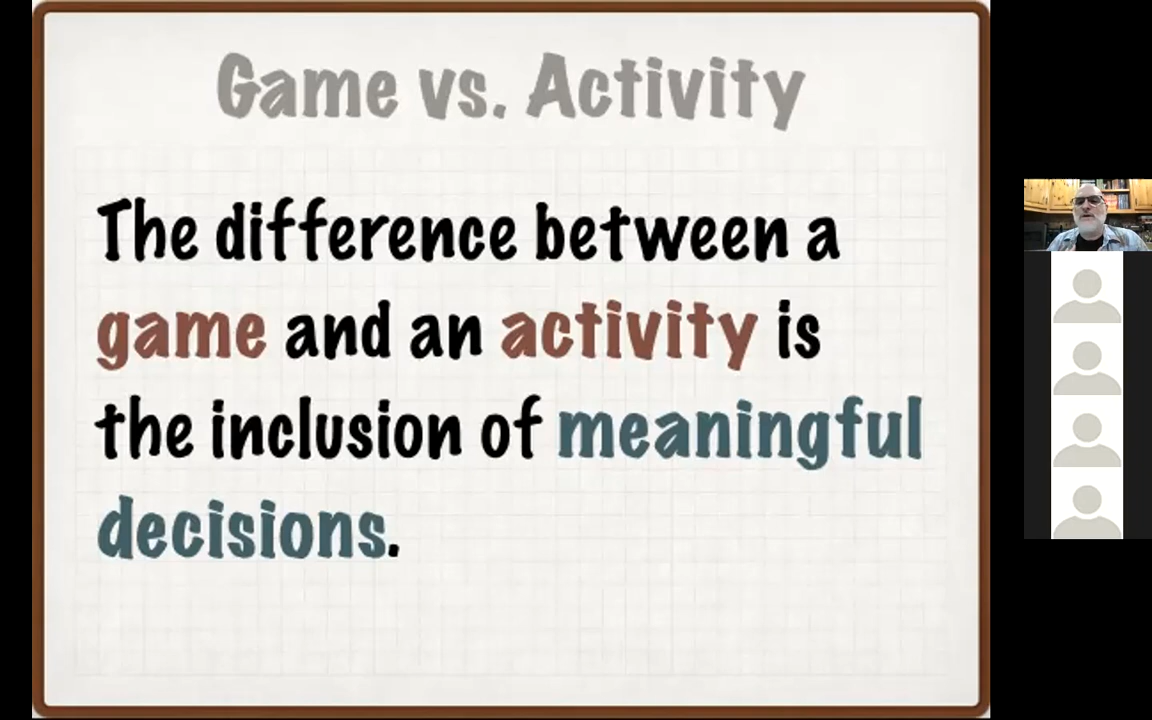 Game vs. Activity
The difference between a
game and an activity is
the inclusion of meaningful
decisions.